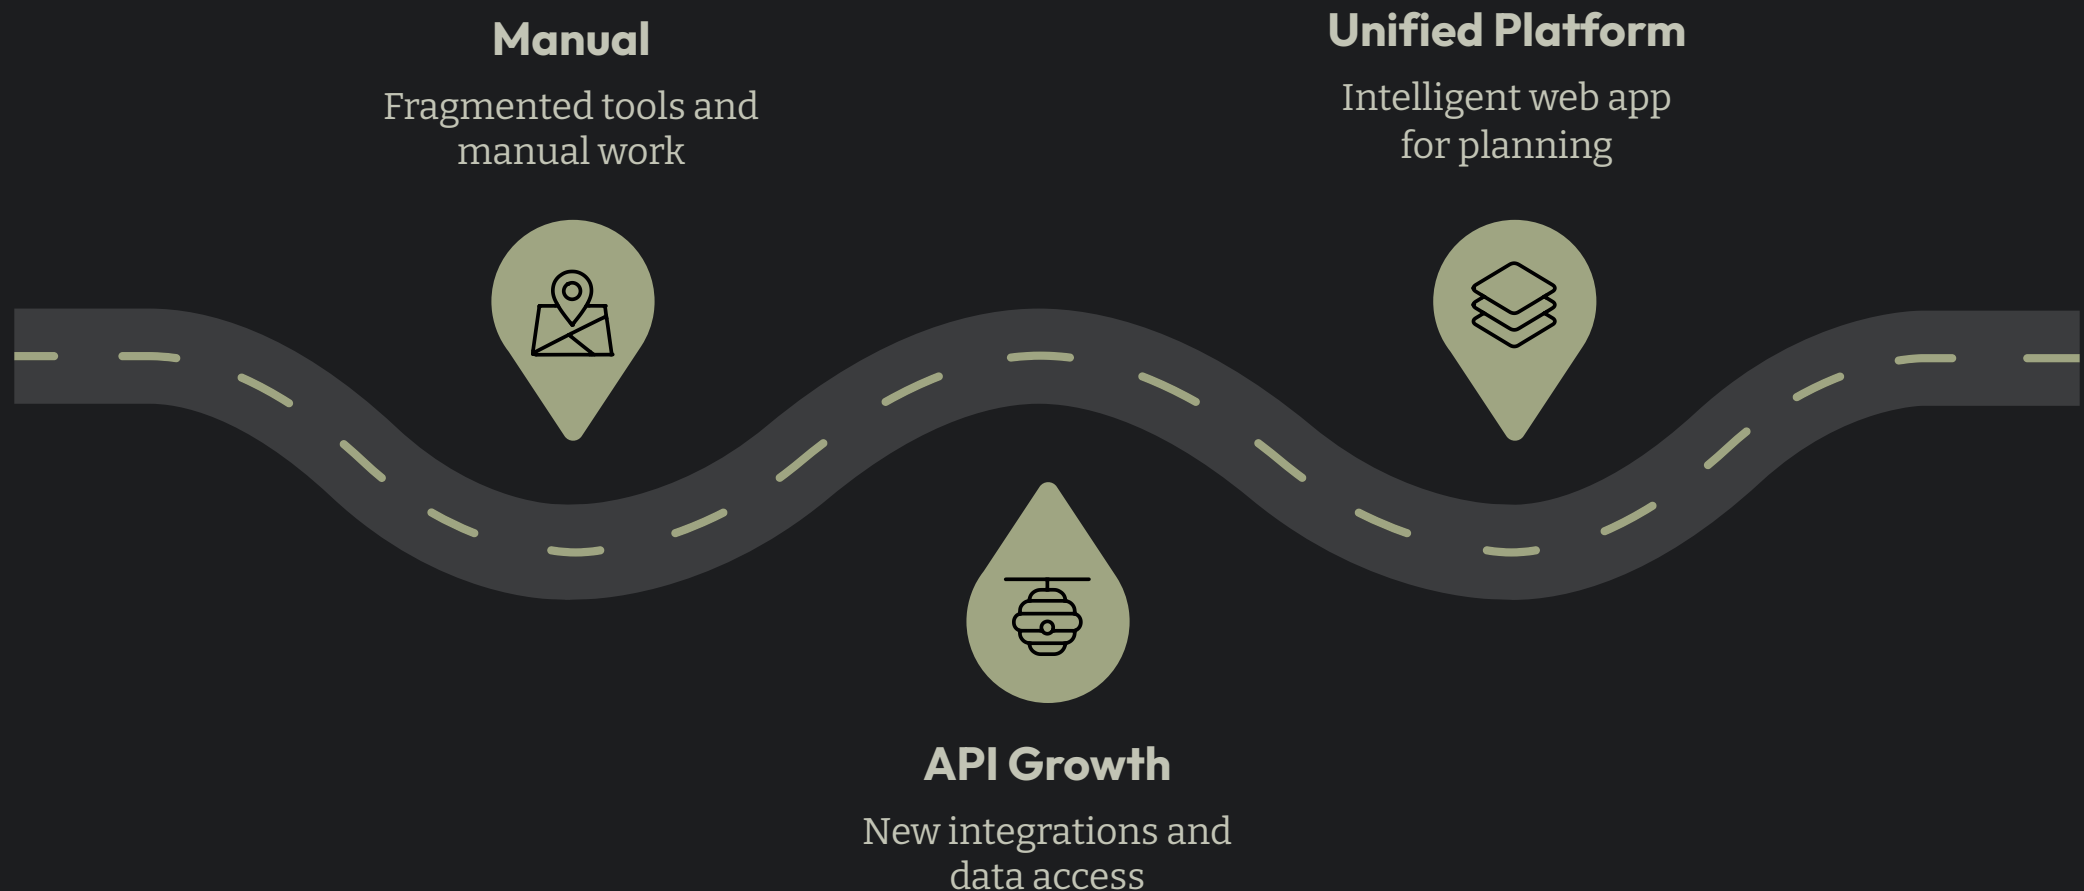 Manual
Fragmented tools and
manual work
Unified Platform
Intelligent web app
for planning
API Growth
New integrations and
data access